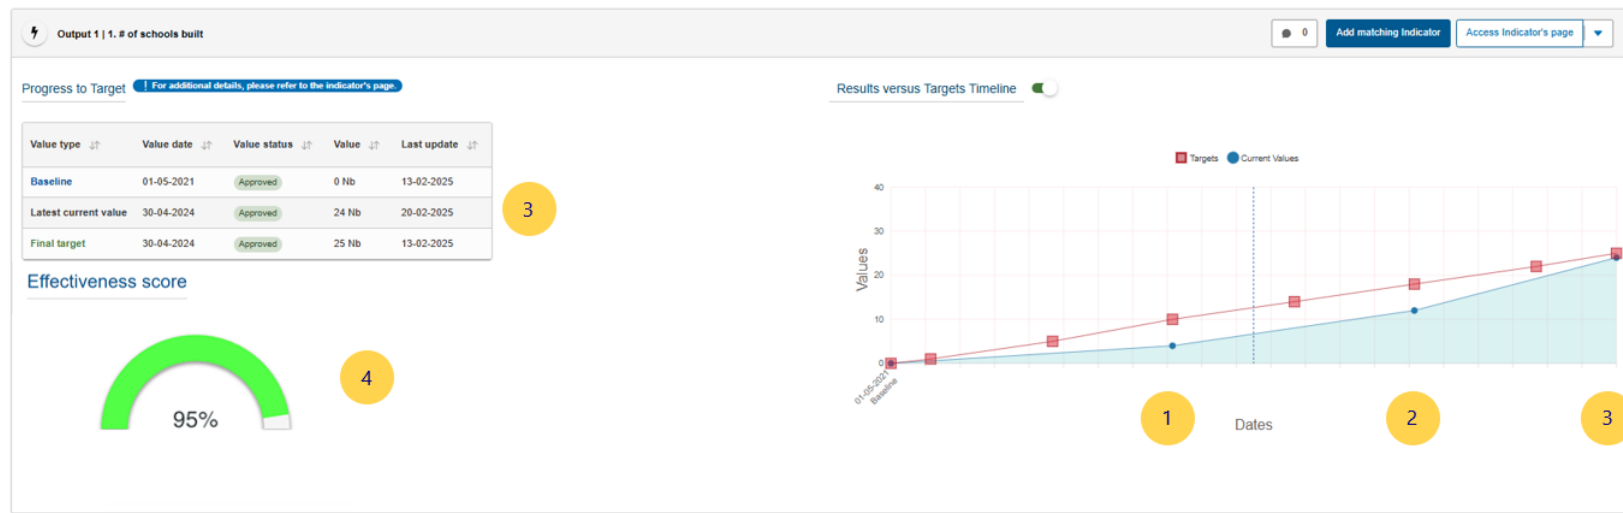 Output 1 | 1. # of schools built
0
Add matching Indicator
Access Indicator's page
Progress to Target
! For additional details, please refer to the indicator's page.
Value type Value date Value status Value Last update
Baseline 01-05-2021 Approved 0 Nb 13-02-2025
Latest current value 30-04-2024 Approved 24 Nb 20-02-2025
Final target 30-04-2024 Approved 25 Nb 13-02-2025
3
Effectiveness score
95%
4
Results versus Targets Timeline
Targets Current Values
Values
40
30
20
10
0
01-05-2021
Baseline
1
2
3
Dates